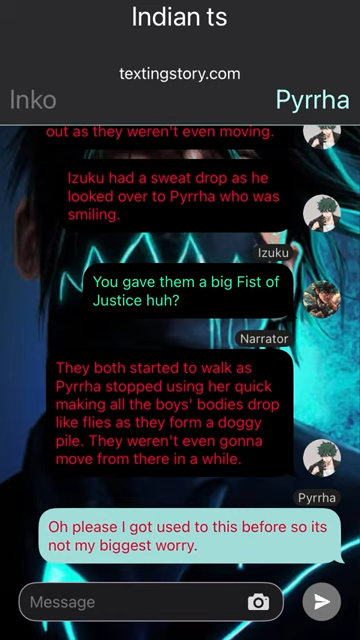 Indian ts
textingstory.com
Inko
Pyrrha
out as they weren't even moving.
Izuku had a sweat drop as he
looked over to Pyrrha who was
smiling.
Izuku
You gave them a big Fist of
Justice huh?
Narrator
They both started to walk as
Pyrrha stopped using her quick
making all the boys' bodies drop
like flies as they form a doggy
pile. They weren't even gonna
move from there in a while.
Pyrrha
Oh please I got used to this before so its
not my biggest worry.
Message